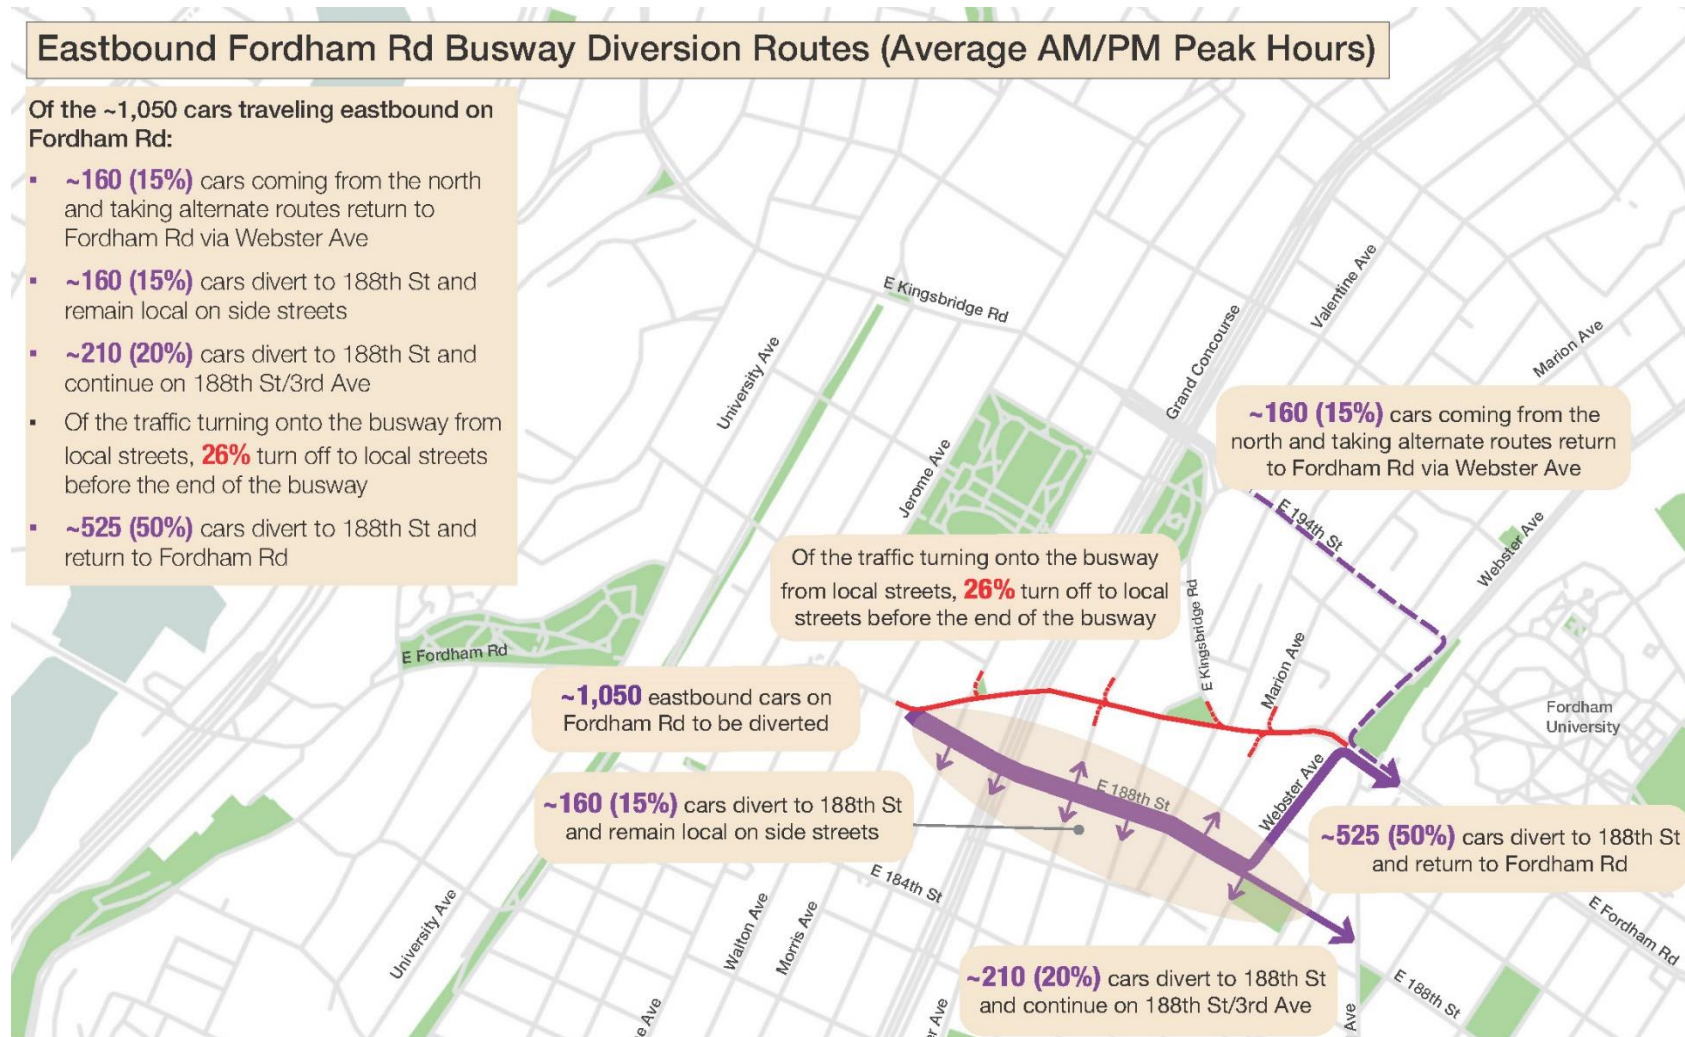 Eastbound Fordham Rd Busway Diversion Routes (Average AM/PM Peak Hours)
Of the ~1,050 cars traveling eastbound on
Fordham Rd:
▪ ~160 (15%) cars coming from the north
and taking alternate routes return to
Fordham Rd via Webster Ave
▪ ~160 (15%) cars divert to 188th St and
remain local on side streets
▪ ~210 (20%) cars divert to 188th St and
continue on 188th St/3rd Ave
▪ Of the traffic turning onto the busway from
local streets, 26% turn off to local streets
before the end of the busway
▪ ~525 (50%) cars divert to 188th St and
return to Fordham Rd
E Kingsbridge Rd
University Ave
Grand Concourse
Valentine Ave
Marion Ave
Jerome Ave
~160 (15%) cars coming from the
north and taking alternate routes return
to Fordham Rd via Webster Ave
E 194th St
Webster Ave
Of the traffic turning onto the busway
from local streets, 26% turn off to local
streets before the end of the busway
E Kingsbridge Rd
Marion Ave
E Fordham Rd
~1,050 eastbound cars on
Fordham Rd to be diverted
Fordham
University
~160 (15%) cars divert to 188th St
and remain local on side streets
E 188th St
Webster Ave
~525 (50%) cars divert to 188th St
and return to Fordham Rd
E 184th St
University Ave
Walton Ave
Morris Ave
E Fordham Rd
~210 (20%) cars divert to 188th St
and continue on 188th St/3rd Ave
E 188th St
e Ave
er Ave
Ave